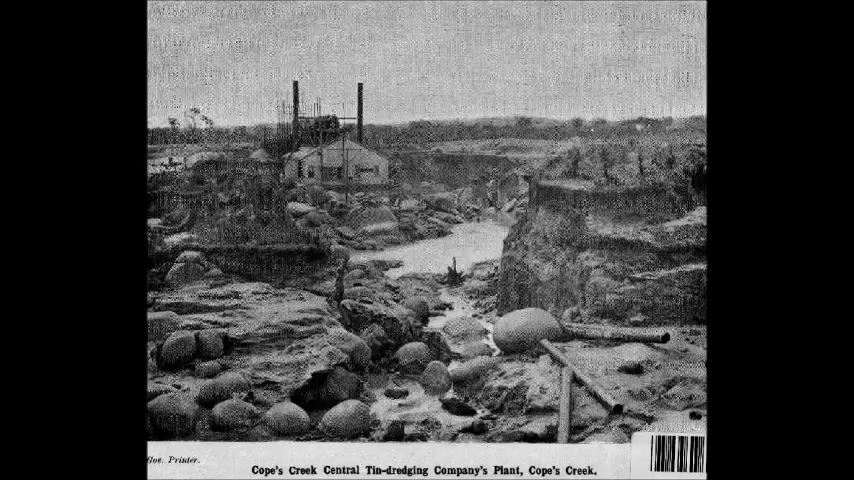 Gov. Printer.
Cope's Creek Central Tin-dredging Company's Plant, Cope's Creek.